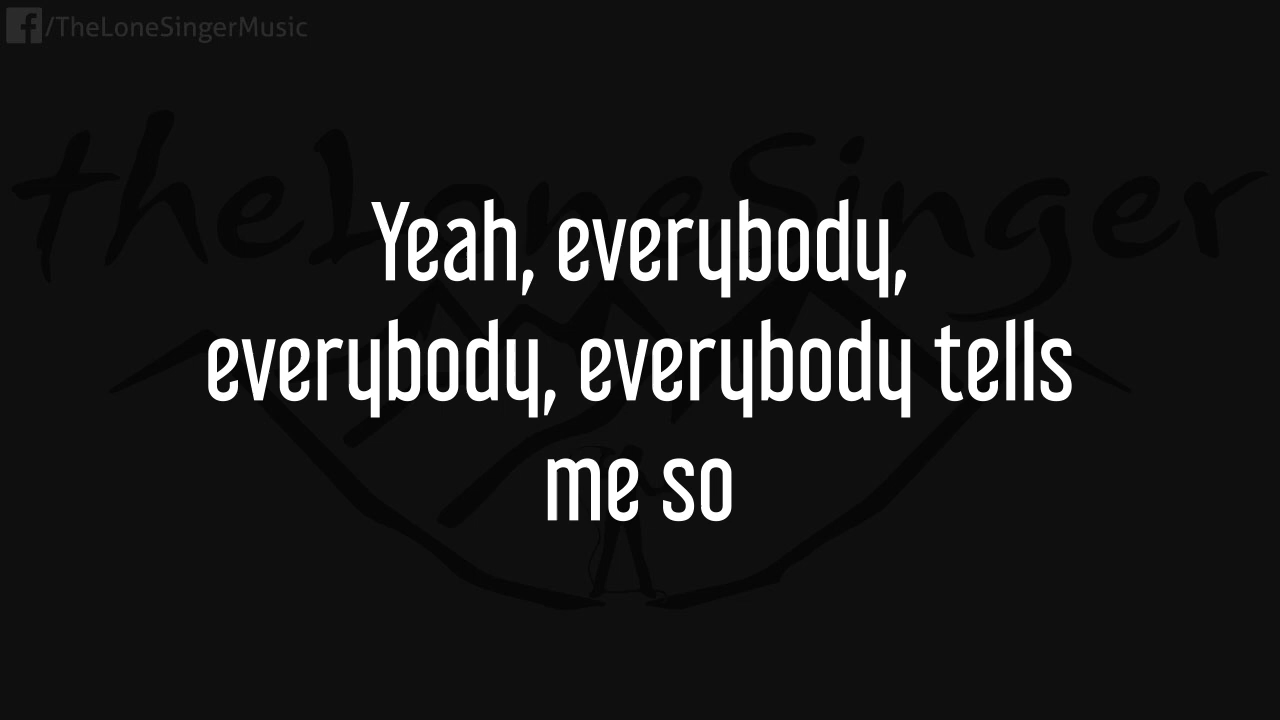 /TheLoneSingerMusic
theLoneSinger
Yeah, everybody,
everybody, everybody tells
me so